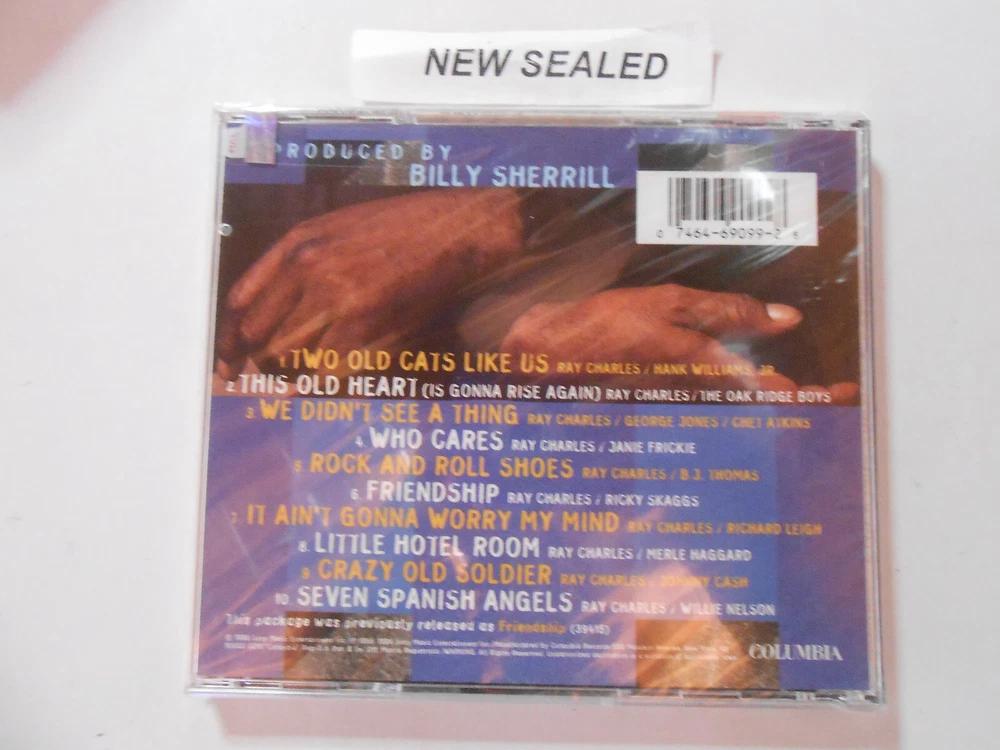 NEW SEALED
PRODUCED BY
BILLY SHERRILL
0 7464-69099-2 6
1. TWO OLD CATS LIKE US RAY CHARLES / HANK WILLIAMS, JR.
2. THIS OLD HEART (IS GONNA RISE AGAIN) RAY CHARLES / THE OAK RIDGE BOYS
3. WE DIDN'T SEE A THING RAY CHARLES / GEORGE JONES / CHET ATKINS
4. WHO CARES RAY CHARLES / JANIE FRICKIE
5. ROCK AND ROLL SHOES RAY CHARLES / B.J. THOMAS
6. FRIENDSHIP RAY CHARLES / RICKY SKAGGS
7. IT AIN'T GONNA WORRY MY MIND RAY CHARLES / RICHARD LEIGH
8. LITTLE HOTEL ROOM RAY CHARLES / MERLE HAGGARD
9. CRAZY OLD SOLDIER RAY CHARLES / JOHNNY CASH
10. SEVEN SPANISH ANGELS RAY CHARLES / WILLIE NELSON
This package was previously released as Friendship (39415)
COLUMBIA